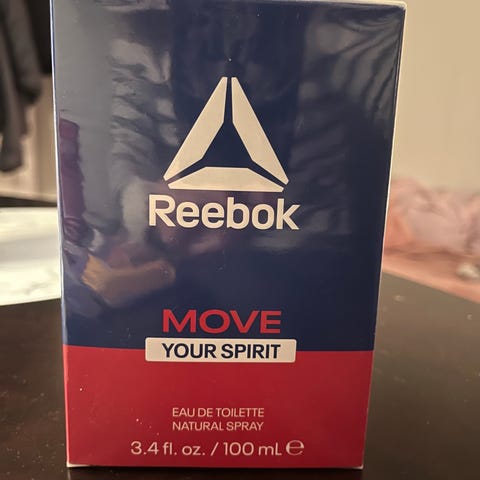 Reebok
MOVE
YOUR SPIRIT
EAU DE TOILETTE
NATURAL SPRAY
3.4 fl. oz. / 100 mL ℮